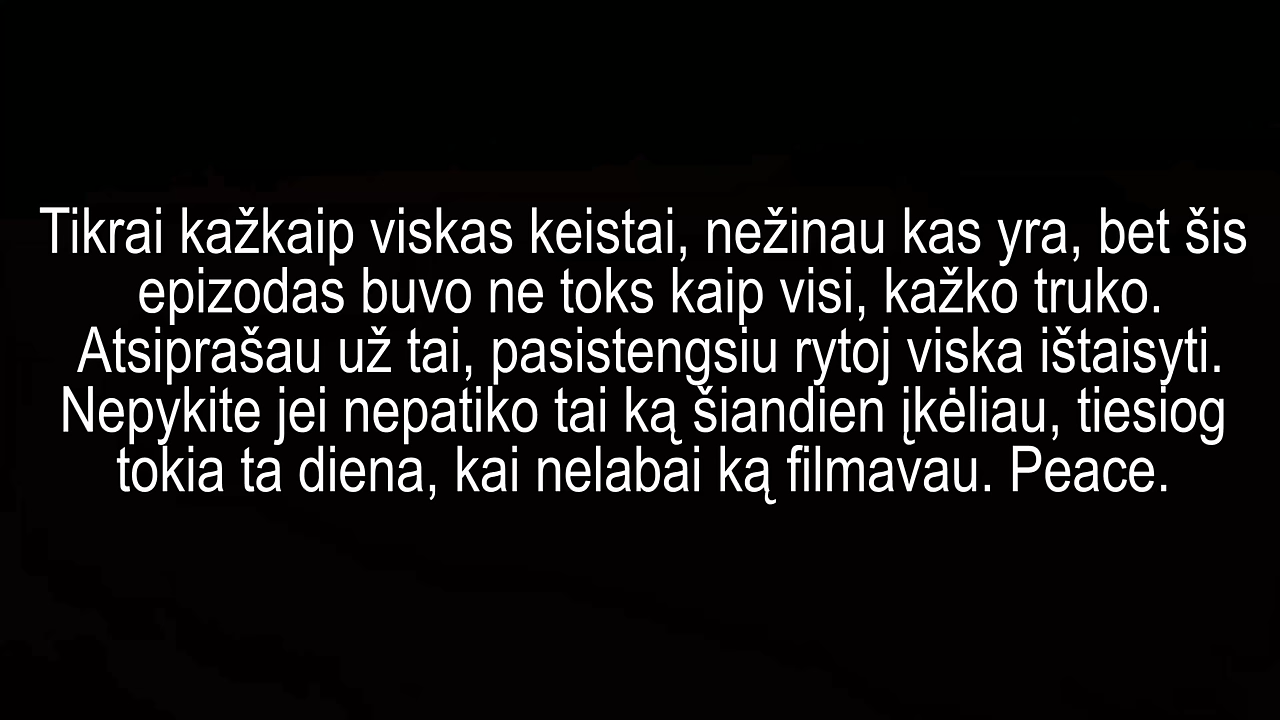 Tikrai kažkaip viskas keistai, nežinau kas yra, bet šis
epizodas buvo ne toks kaip visi, kažko truko.
Atsiprašau už tai, pasistengsiu rytoj viska ištaisyti.
Nepykite jei nepatiko tai ką šiandien įkėliau, tiesiog
tokia ta diena, kai nelabai ką filmavau. Peace.